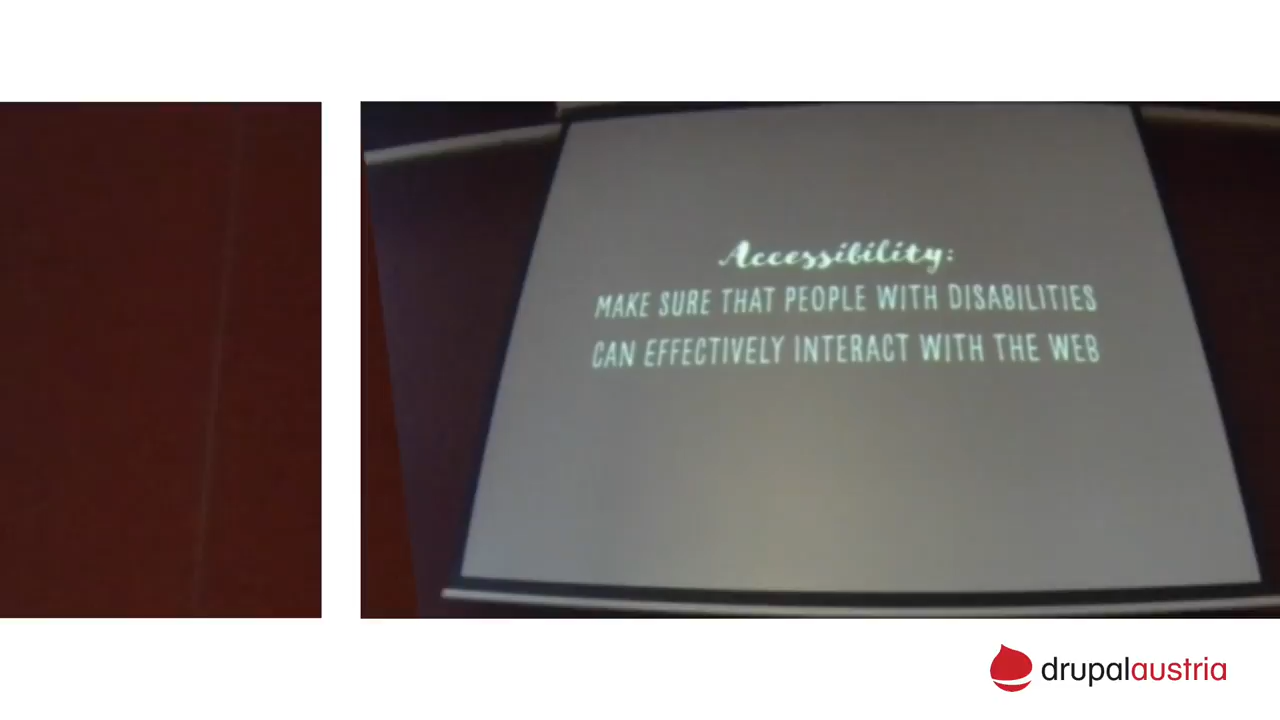 Accessibility:
MAKE SURE THAT PEOPLE WITH DISABILITIES
CAN EFFECTIVELY INTERACT WITH THE WEB
drupalaustria